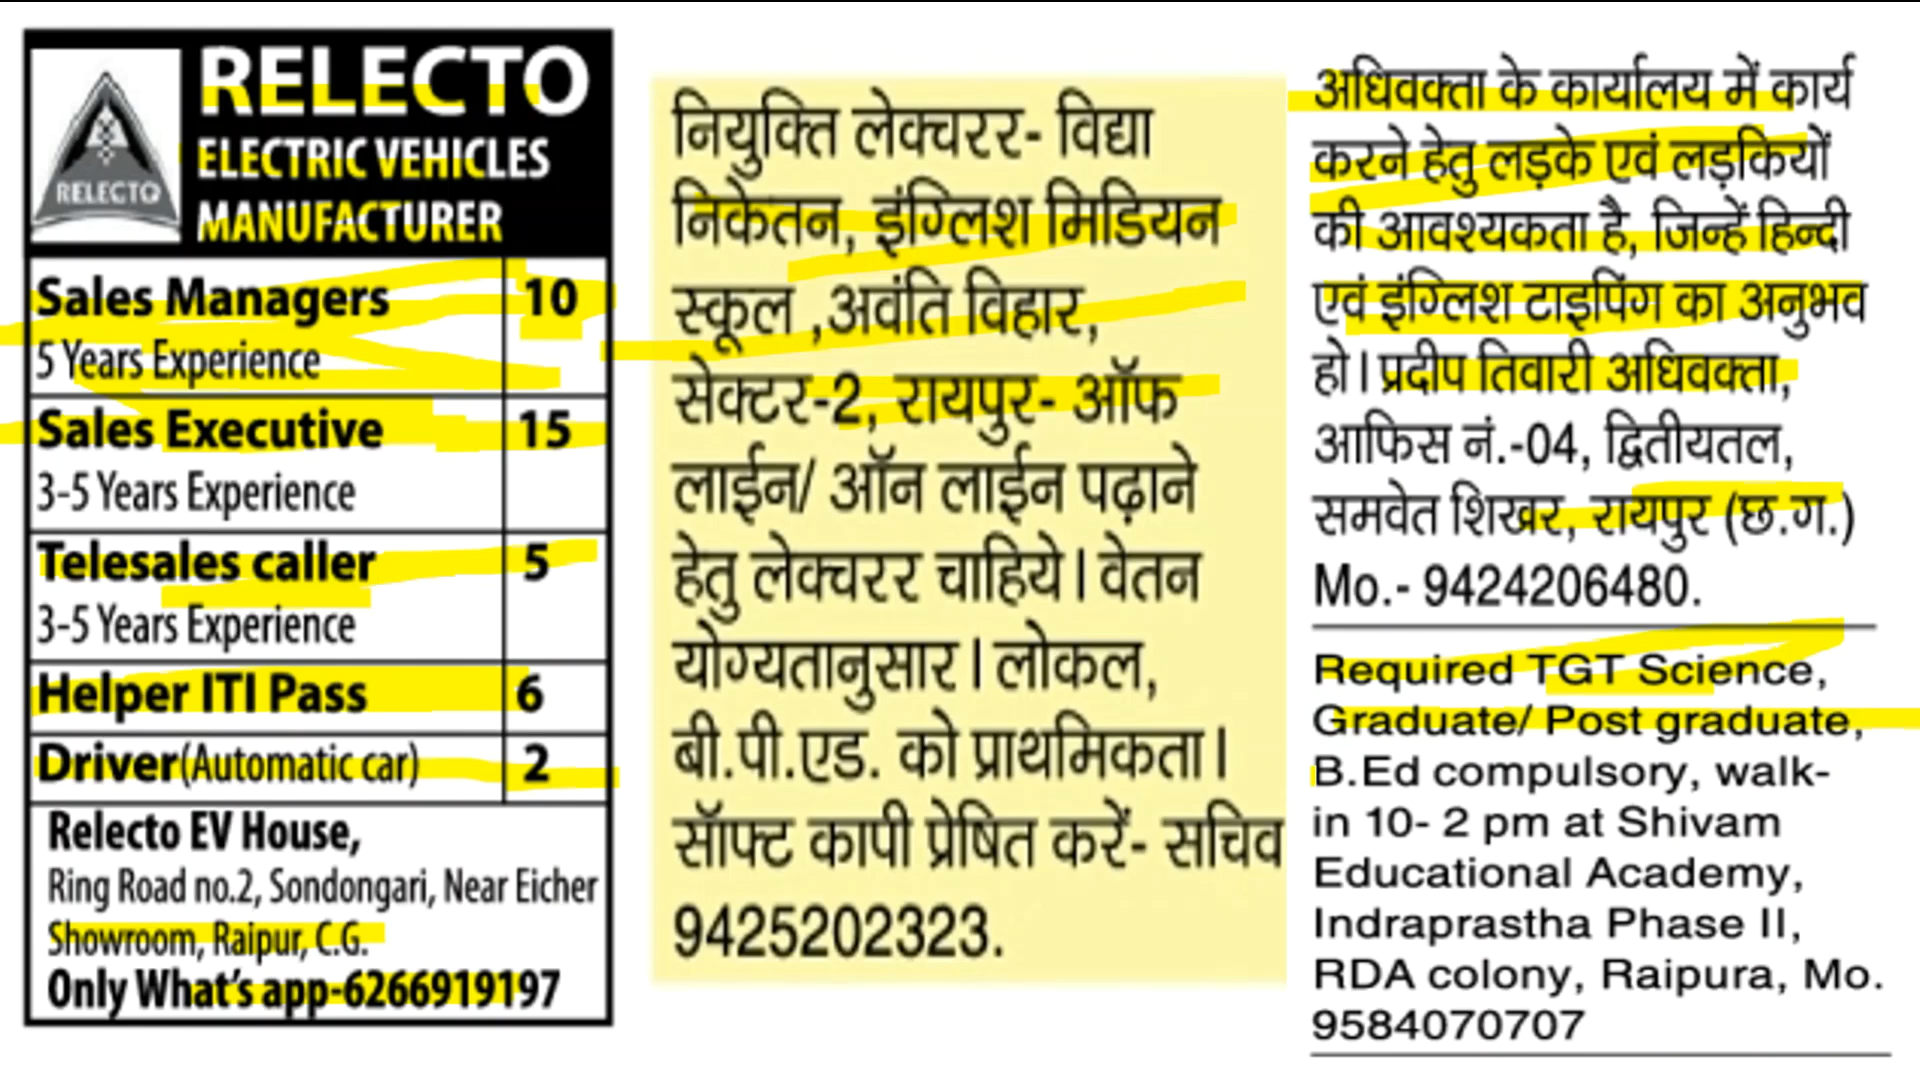 RELECTO
RELECTO
ELECTRIC VEHICLES
MANUFACTURER
Sales Managers 10
5 Years Experience
Sales Executive 15
3-5 Years Experience
Telesales caller 5
3-5 Years Experience
Helper ITI Pass 6
Driver(Automatic car) 2
Relecto EV House,
Ring Road no.2, Sondongari, Near Eicher
Showroom, Raipur, C.G.
Only What's app-6266919197
नियुक्ति लेक्चरर- विद्या
निकेतन, इंग्लिश मिडियन
स्कूल ,अवंति विहार,
सेक्टर-2, रायपुर- ऑफ
लाईन/ ऑन लाईन पढ़ाने
हेतु लेक्चरर चाहिये। वेतन
योग्यतानुसार। लोकल,
बी.पी.एड. को प्राथमिकता।
सॅाफ्ट कापी प्रेषित करें- सचिव
9425202323.
अधिवक्ता के कार्यालय में कार्य
करने हेतु लड़के एवं लड़कियों
की आवश्यकता है, जिन्हें हिन्दी
एवं इंग्लिश टाइपिंग का अनुभव
हो। प्रदीप तिवारी अधिवक्ता,
आफिस नं.-04, द्वितीयतल,
समवेत शिखर, रायपुर (छ.ग.)
Mo.- 9424206480.
Required TGT Science,
Graduate/ Post graduate,
B.Ed compulsory, walk-
in 10- 2 pm at Shivam
Educational Academy,
Indraprastha Phase II,
RDA colony, Raipura, Mo.
9584070707